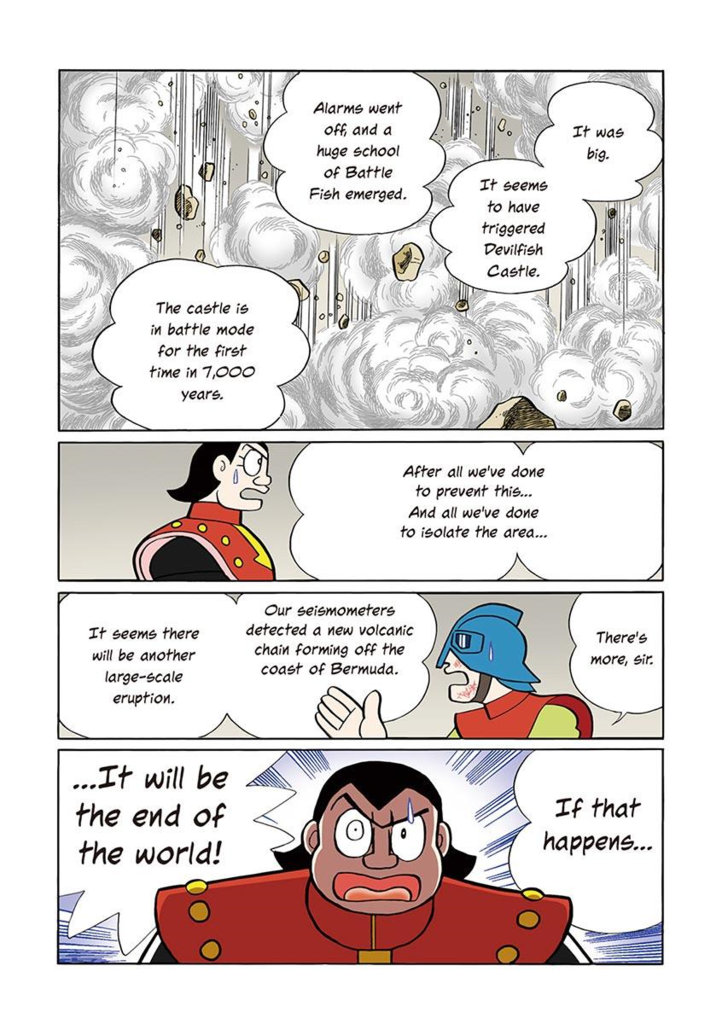 It was
big.
It seems
to have
triggered
Devilfish
Castle.
Alarms went
off, and a
huge school
of Battle
Fish emerged.
The castle is
in battle mode
for the first
time in 7,000
years.
After all we've done
to prevent this...
And all we've done
to isolate the area...
There's
more, sir.
Our seismometers
detected a new volcanic
chain forming off the
coast of Bermuda.
It seems there
will be another
large-scale
eruption.
If that
happens...
...It will be
the end of
the world!